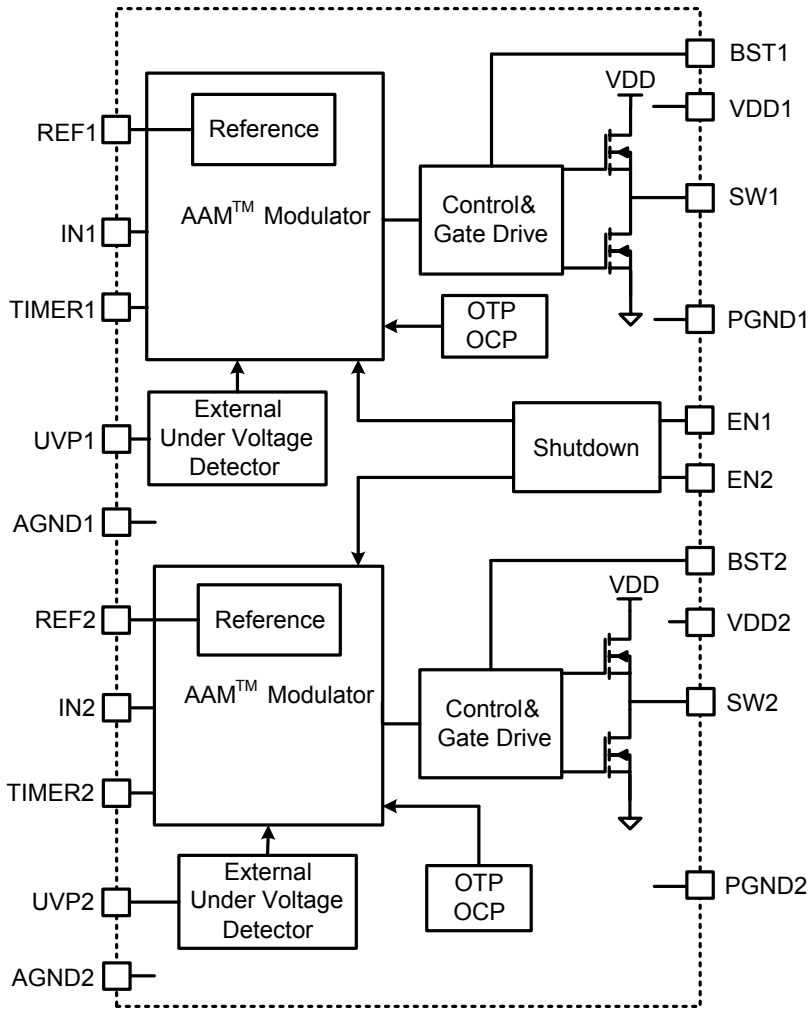 BST1
VDD
VDD1
REF1
Reference
AAM™ Modulator
Control&
Gate Drive
SW1
IN1
TIMER1
OTP
OCP
PGND1
External
Under Voltage
Detector
UVP1
Shutdown
EN1
EN2
AGND1
BST2
VDD
VDD2
REF2
Reference
AAM™ Modulator
Control&
Gate Drive
SW2
IN2
TIMER2
External
Under Voltage
Detector
UVP2
OTP
OCP
PGND2
AGND2